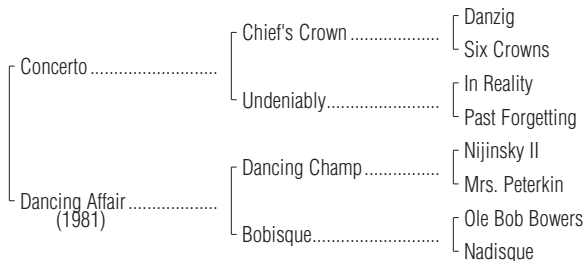 Danzig
Chief's Crown ....................
Six Crowns
Concerto ...........................
In Reality
Undeniably.........................
Past Forgetting
Nijinsky II
Dancing Champ .................
Mrs. Peterkin
Dancing Affair ...................
(1981)
Ole Bob Bowers
Bobisque............................
Nadisque